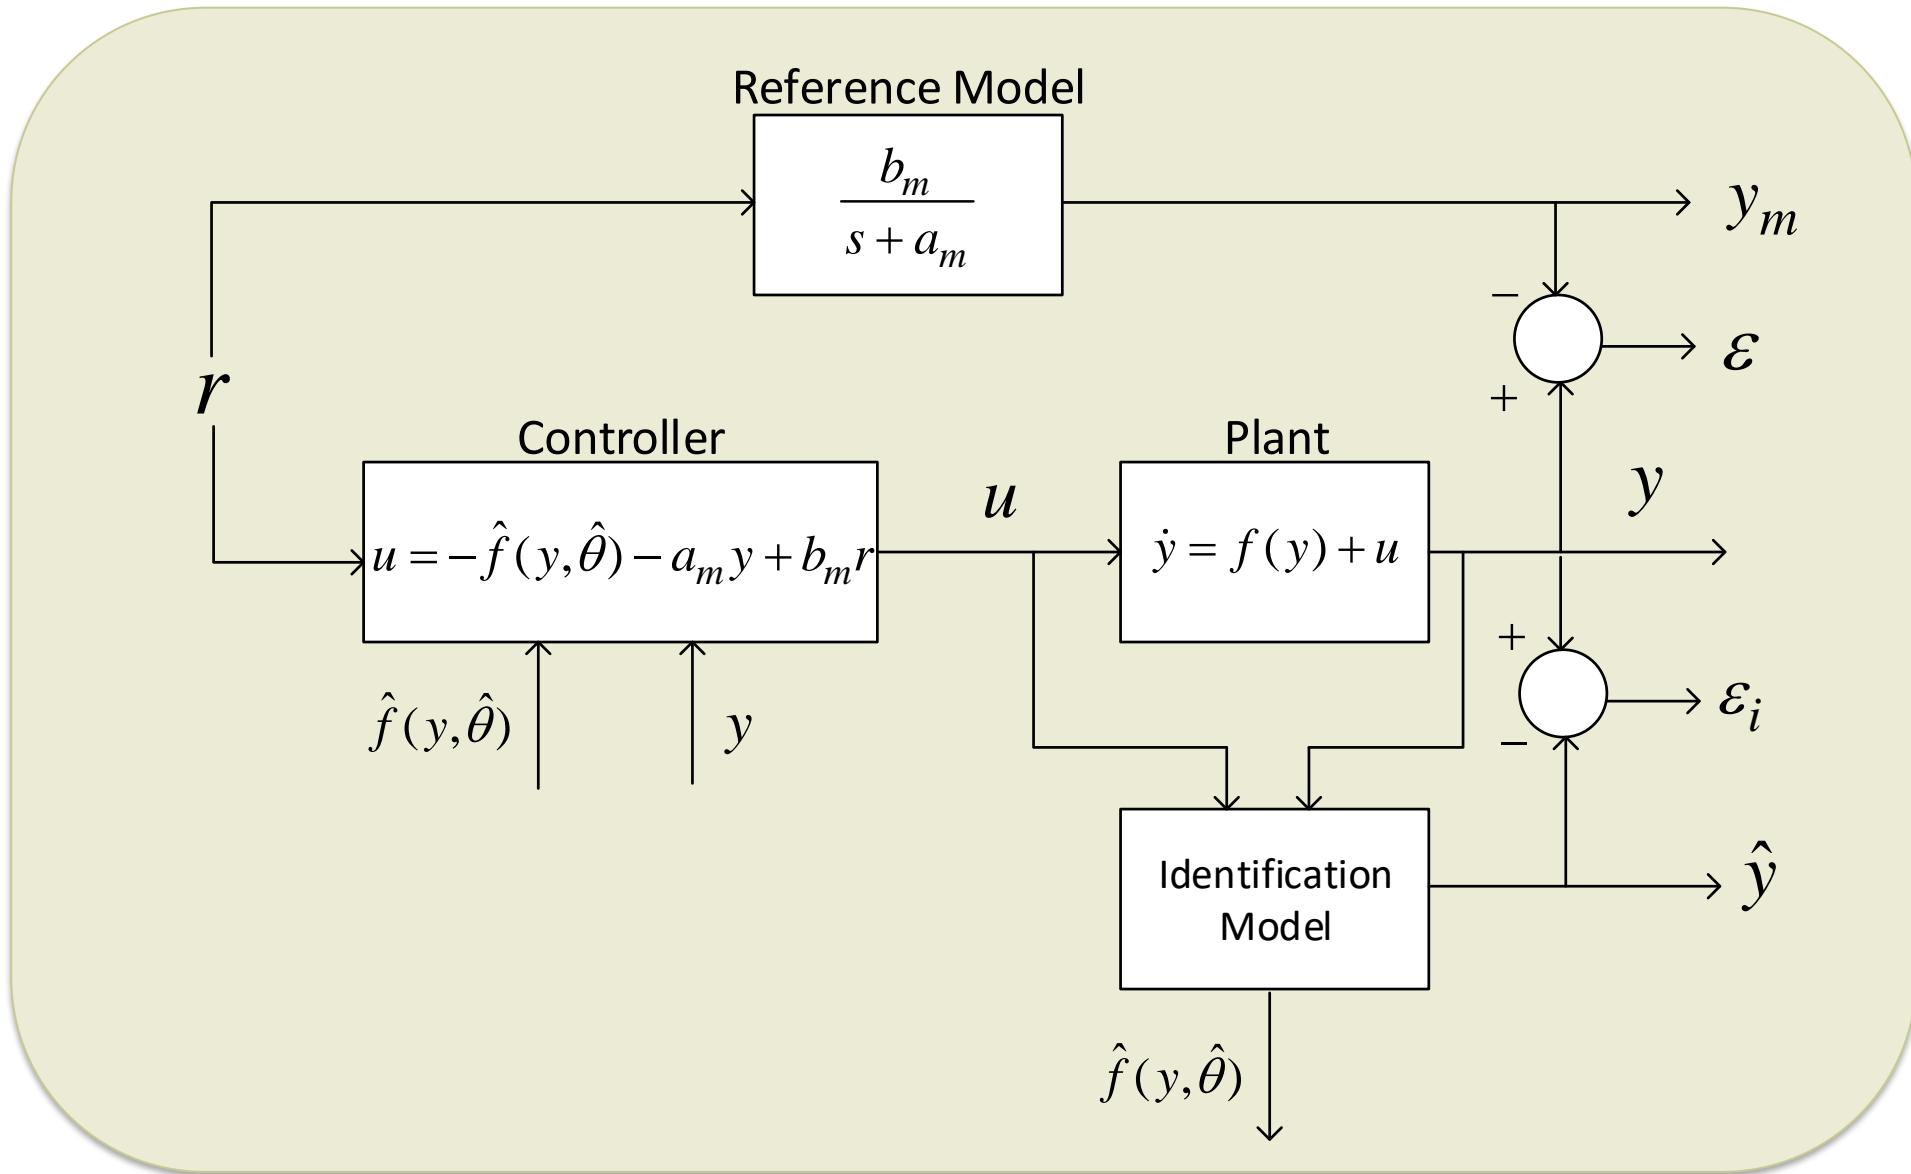 Reference Model
b_m
s + a_m
y_m
−
ε
+
r
Controller
Plant
u
y
u = −f̂(y,θ̂) − a_m y + b_m r
ẏ = f(y) + u
+
f̂(y,θ̂)
y
ε_i
−
Identification
Model
ŷ
f̂(y,θ̂)